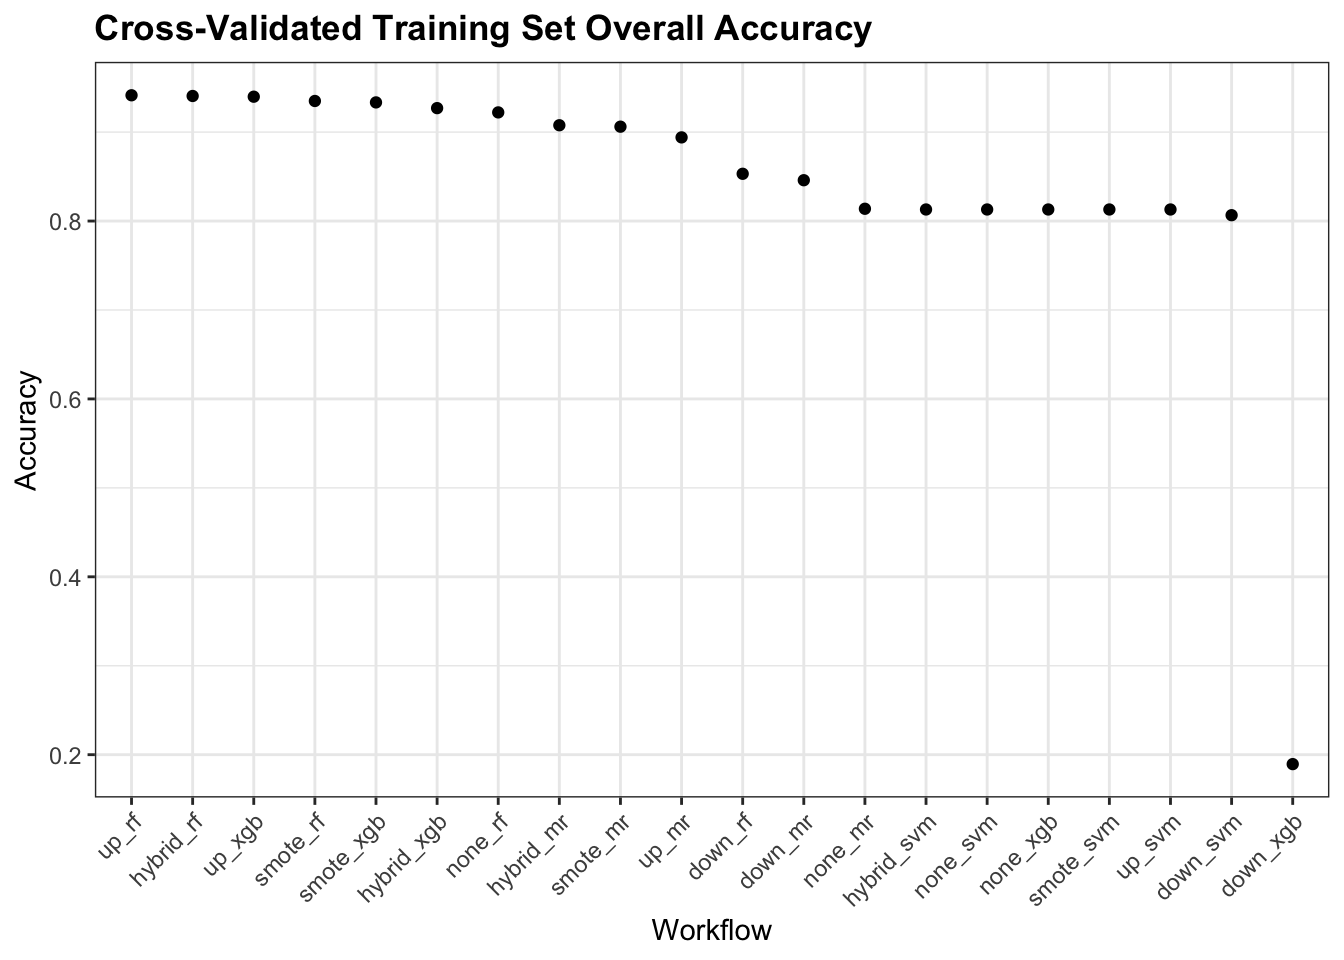 Cross-Validated Training Set Overall Accuracy
Accuracy
0.8
0.6
0.4
0.2
up_rf
hybrid_rf
up_xgb
smote_rf
smote_xgb
hybrid_xgb
none_rf
hybrid_mr
smote_mr
up_mr
down_rf
down_mr
none_mr
hybrid_svm
none_svm
none_xgb
smote_svm
up_svm
down_svm
down_xgb
Workflow